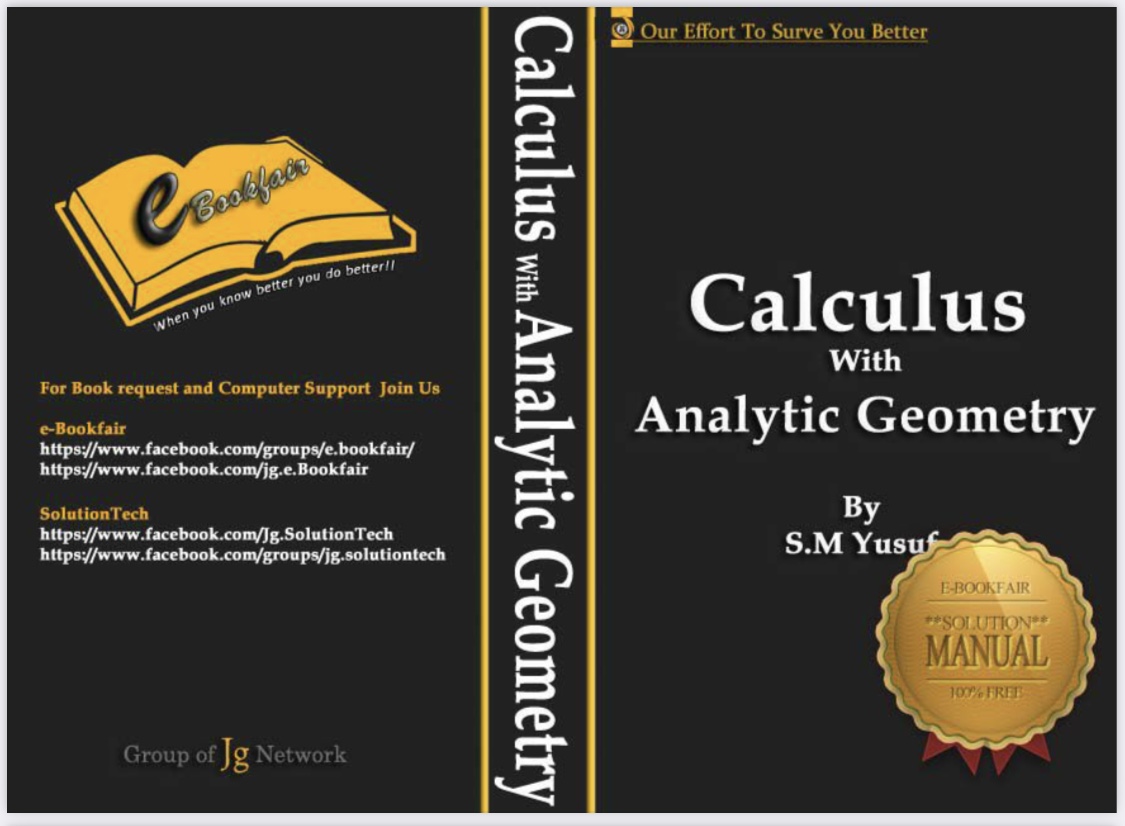 e Bookfair
When you know better you do better!!
For Book request and Computer Support Join Us
e-Bookfair
https://www.facebook.com/groups/e.bookfair/
https://www.facebook.com/jg.e.Bookfair
SolutionTech
https://www.facebook.com/Jg.SolutionTech
https://www.facebook.com/groups/jg.solutiontech
Group of Jg Network
Calculus With Analytic Geometry
Our Effort To Surve You Better
Calculus
With
Analytic Geometry
By
S.M Yusuf
E-BOOKFAIR
**SOLUTION**
MANUAL
100% FREE